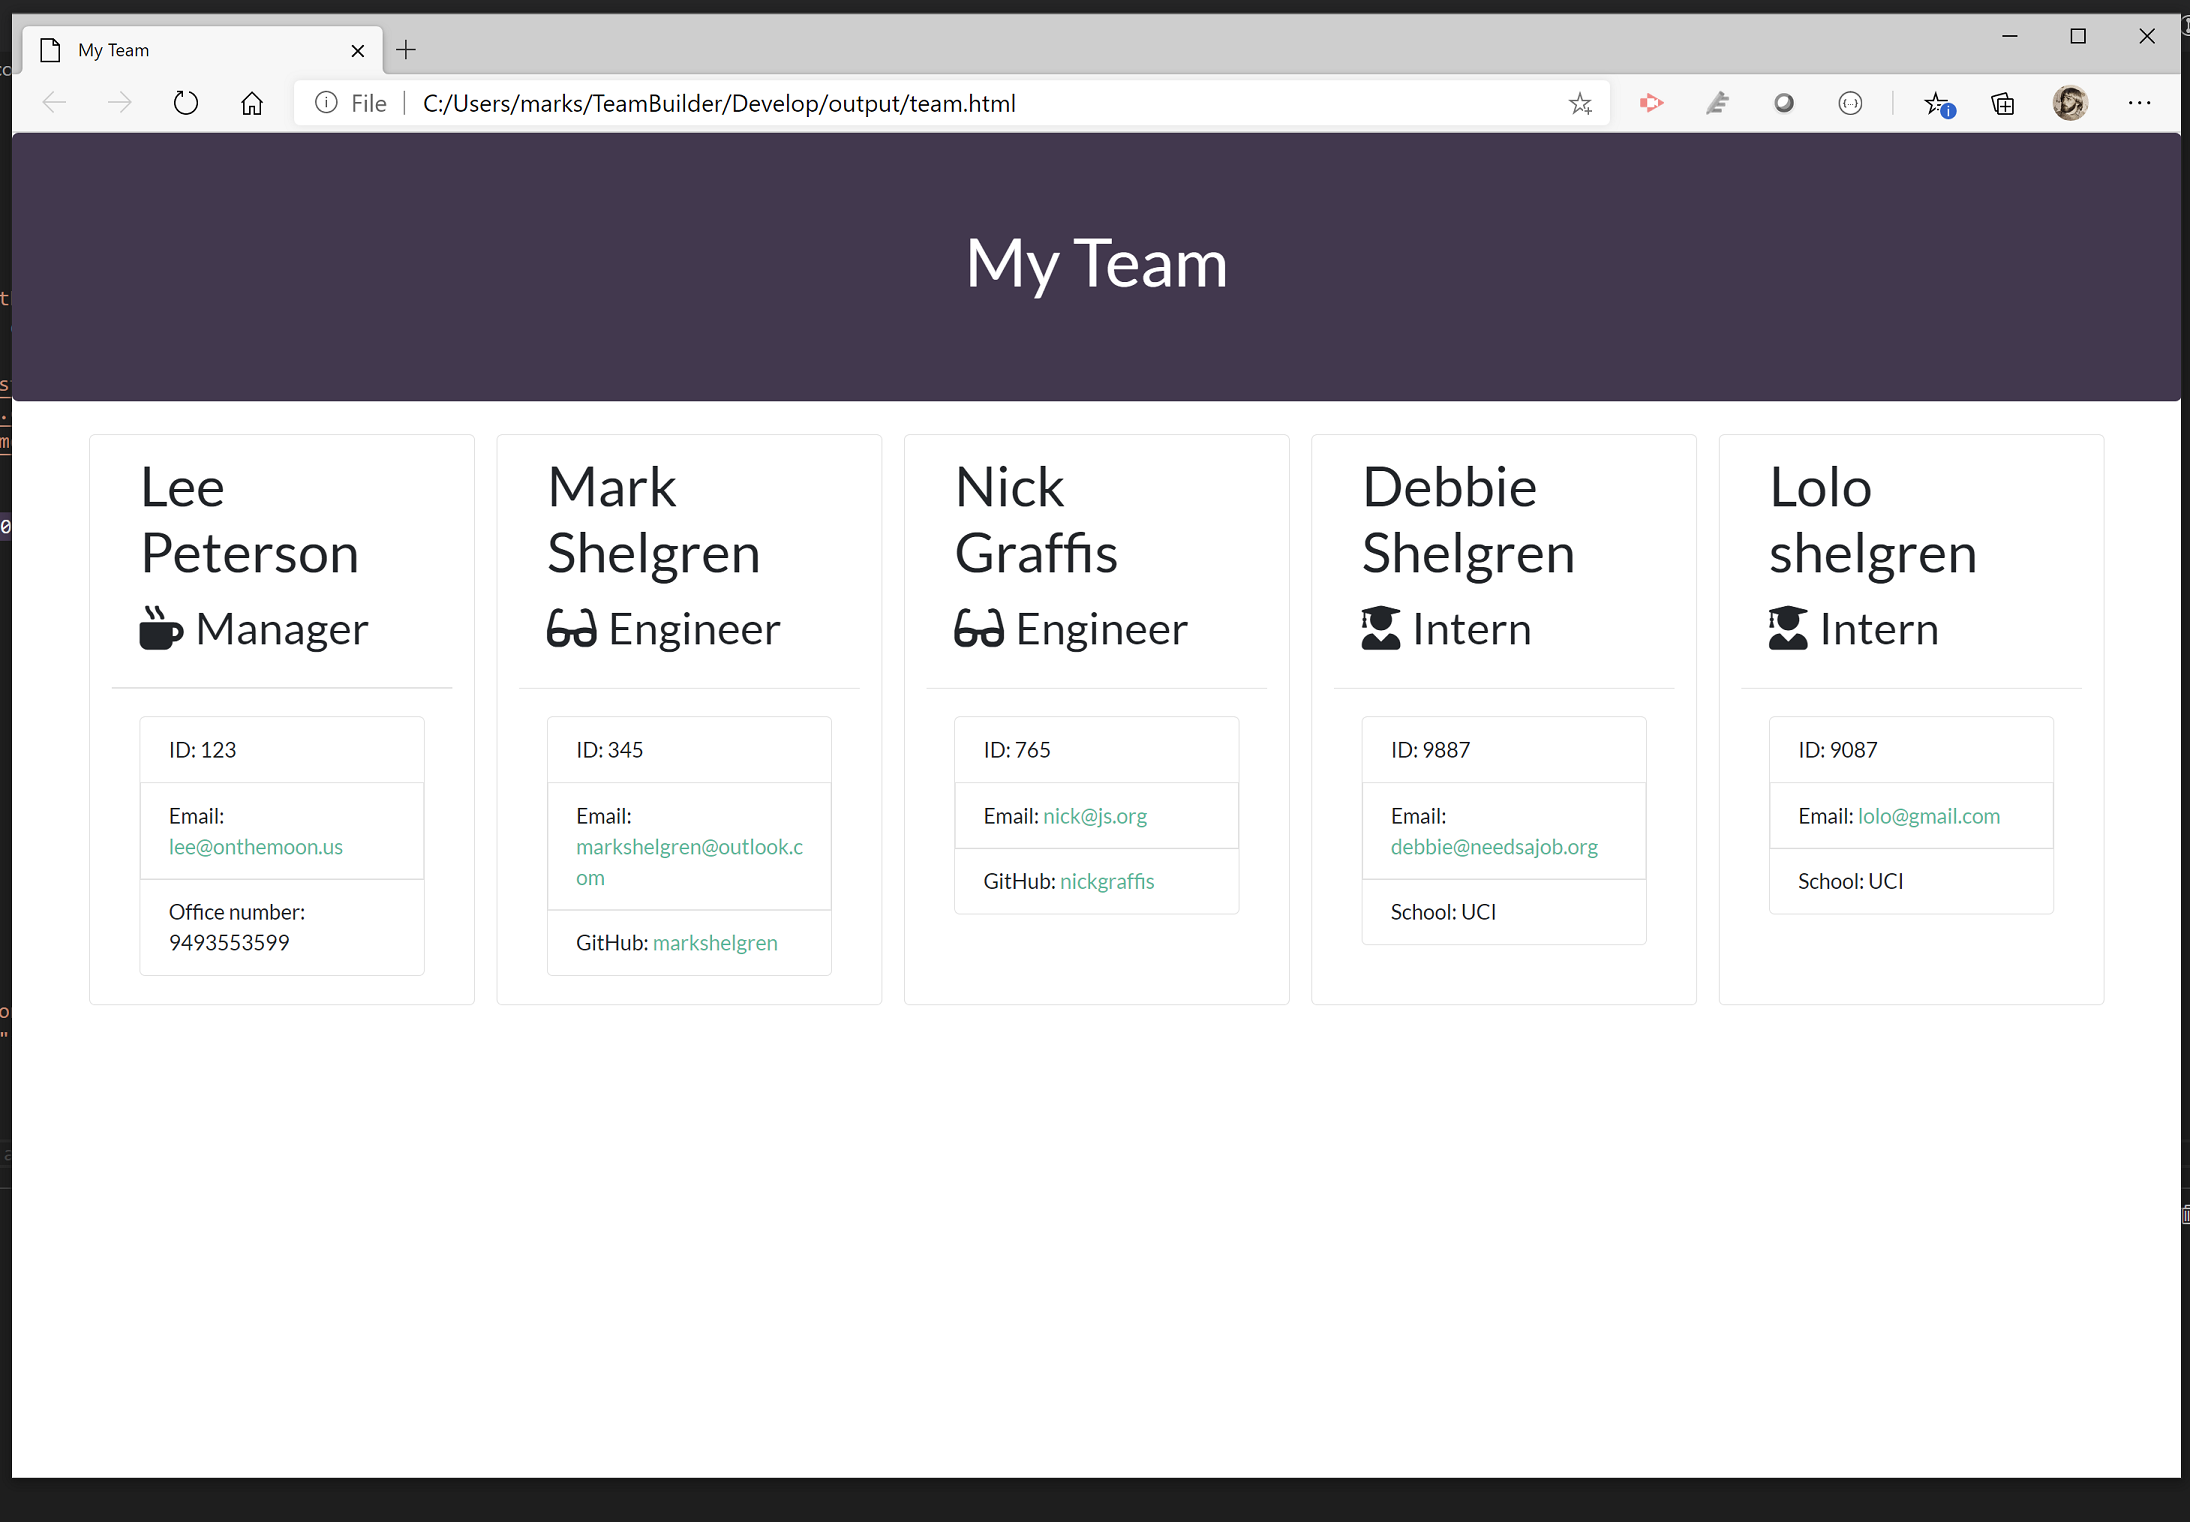 My Team
File
C:/Users/marks/TeamBuilder/Develop/output/team.html
My Team
Lee
Peterson
Manager
ID: 123
Email:
lee@onthemoon.us
Office number:
9493553599
Mark
Shelgren
Engineer
ID: 345
Email:
markshelgren@outlook.c
om
GitHub: markshelgren
Nick
Graffis
Engineer
ID: 765
Email: nick@js.org
GitHub: nickgraffis
Debbie
Shelgren
Intern
ID: 9887
Email:
debbie@needsajob.org
School: UCI
Lolo
shelgren
Intern
ID: 9087
Email: lolo@gmail.com
School: UCI